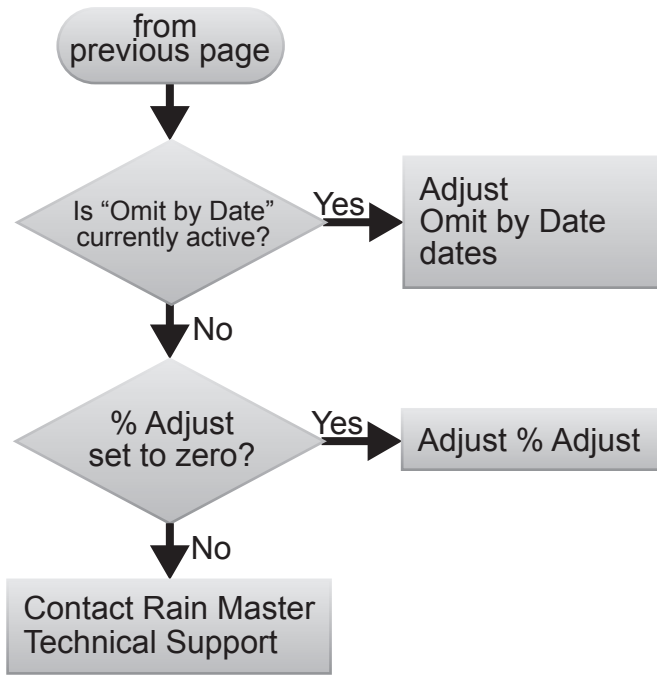 from
previous page
Is “Omit by Date”
currently active?
Yes
Adjust
Omit by Date
dates
No
% Adjust
set to zero?
Yes
Adjust % Adjust
No
Contact Rain Master
Technical Support